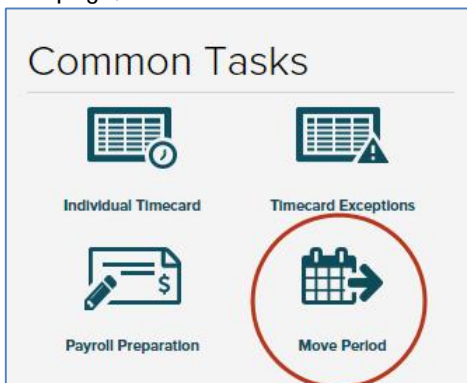 Common Tasks
Individual Timecard
Timecard Exceptions
$
Payroll Preparation
Move Period